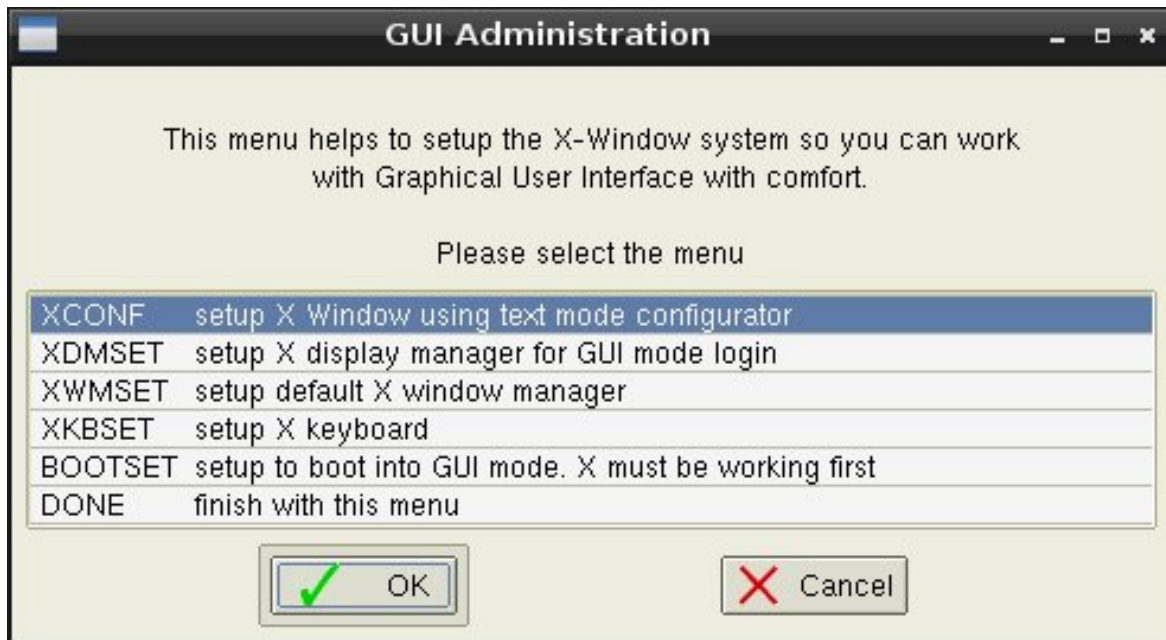 GUI Administration
This menu helps to setup the X-Window system so you can work
with Graphical User Interface with comfort.
Please select the menu
XCONF setup X Window using text mode configurator
XDMSET setup X display manager for GUI mode login
XWMSET setup default X window manager
XKBSET setup X keyboard
BOOTSET setup to boot into GUI mode. X must be working first
DONE finish with this menu
OK Cancel